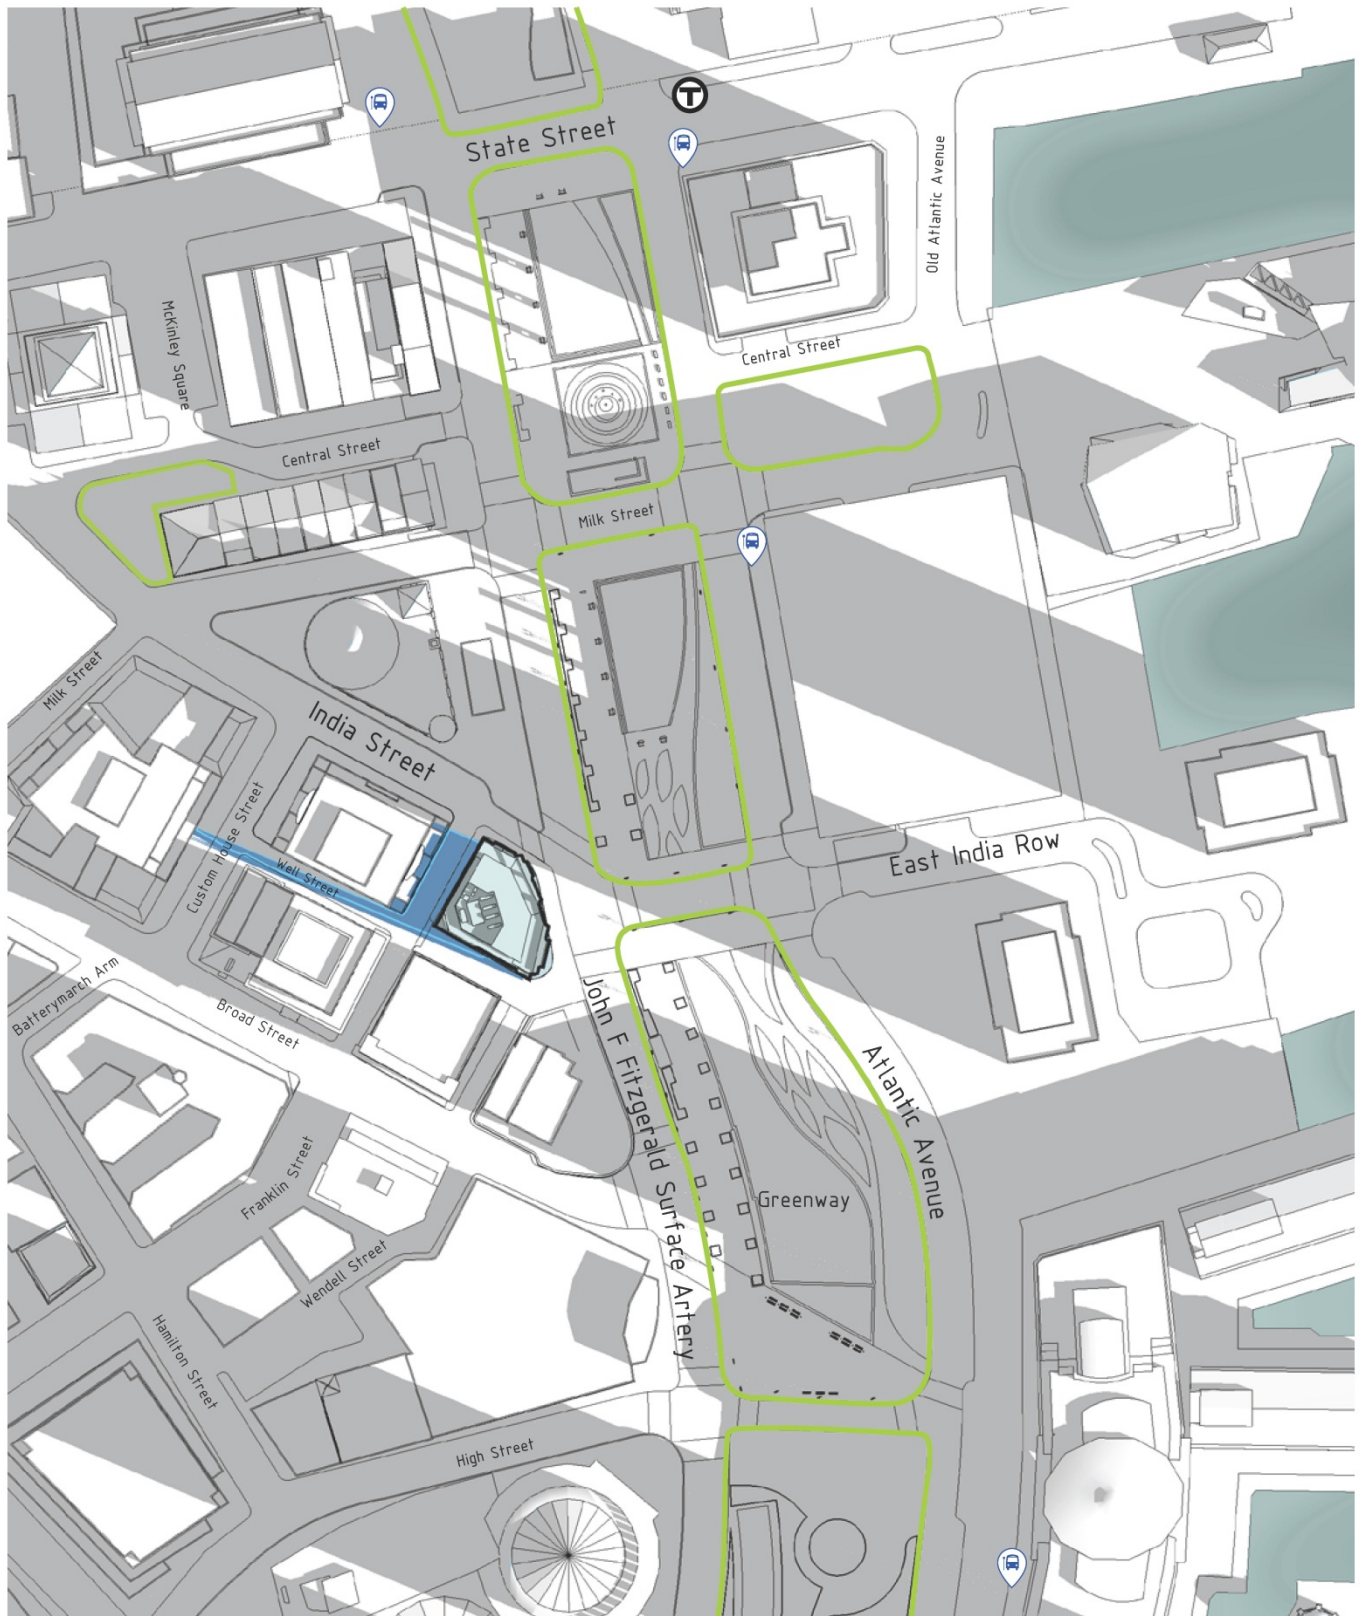 T
State Street
Old Atlantic Avenue
McKinley Square
Central Street
Central Street
Milk Street
Milk Street
India Street
Custom House Street
Well Street
East India Row
Batterymarch Arm
Broad Street
John F Fitzgerald Surface Artery
Atlantic Avenue
Franklin Street
Greenway
Wendell Street
Hamilton Street
High Street